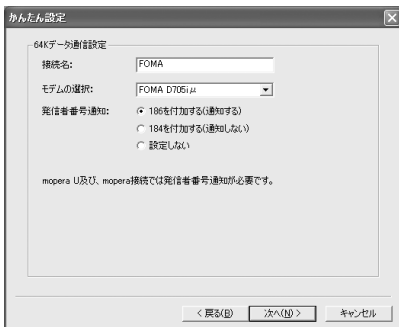 かんたん設定
64Kデータ通信設定
接続名: FOMA
モデムの選択: FOMA D705iμ
発信者番号通知: 186を付加する(通知する)
184を付加する(通知しない)
設定しない
mopera U及び、mopera接続では発信者番号通知が必要です。
< 戻る(B) 次へ(N) > キャンセル